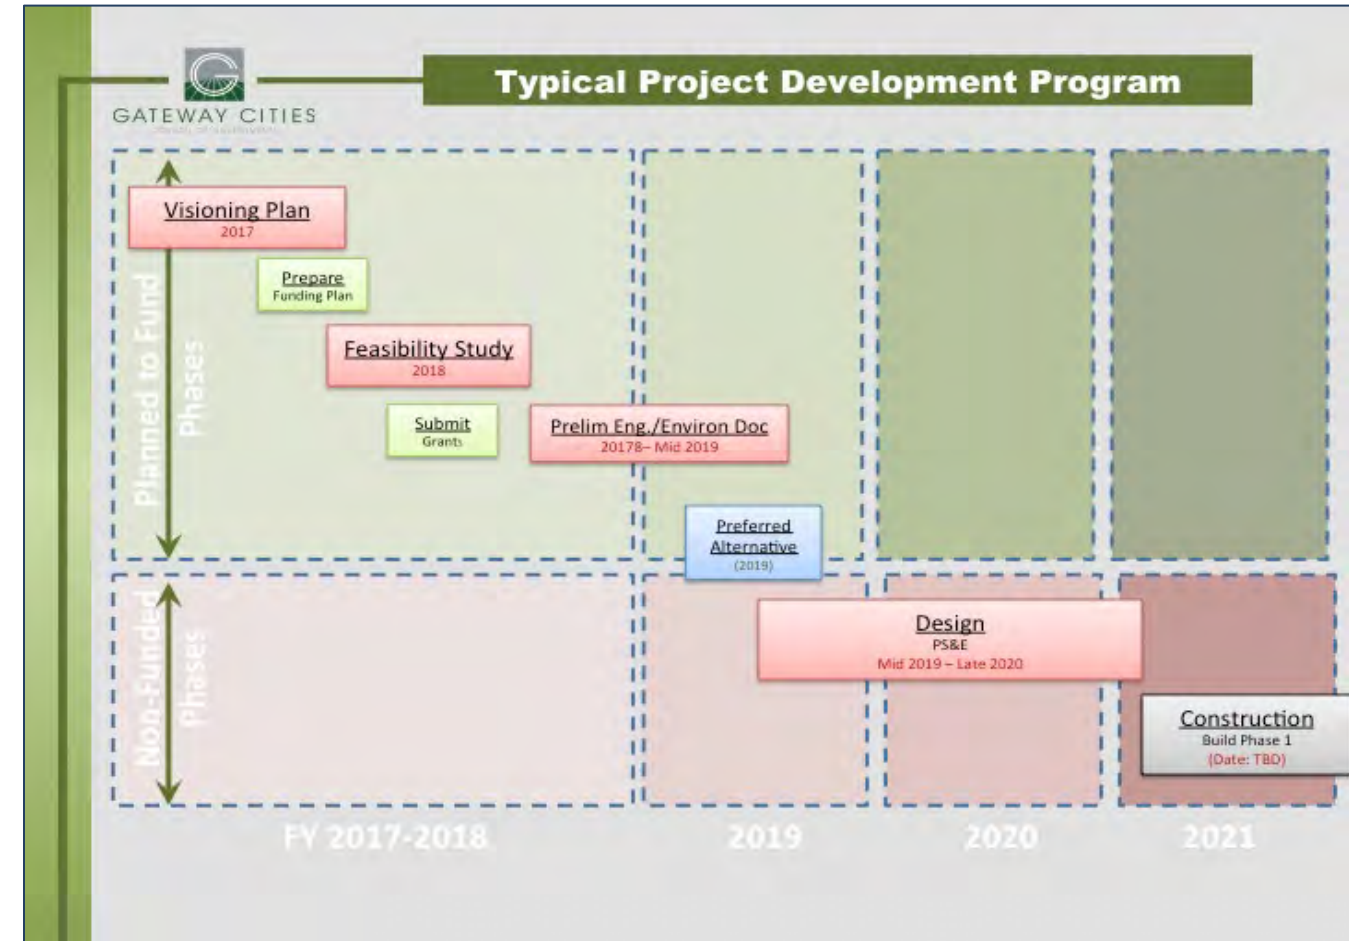 Typical Project Development Program
GATEWAY CITIES
Visioning Plan
2017
Prepare
Funding Plan
Feasibility Study
2018
Submit
Grants
Prelim Eng./Environ Doc
20178– Mid 2019
Preferred
Alternative
(2019)
Planned to Fund
Phases
Design
PS&E
Mid 2019 – Late 2020
Construction
Build Phase 1
(Date: TBD)
Non-Funded
Phases
FY 2017-2018
2019
2020
2021